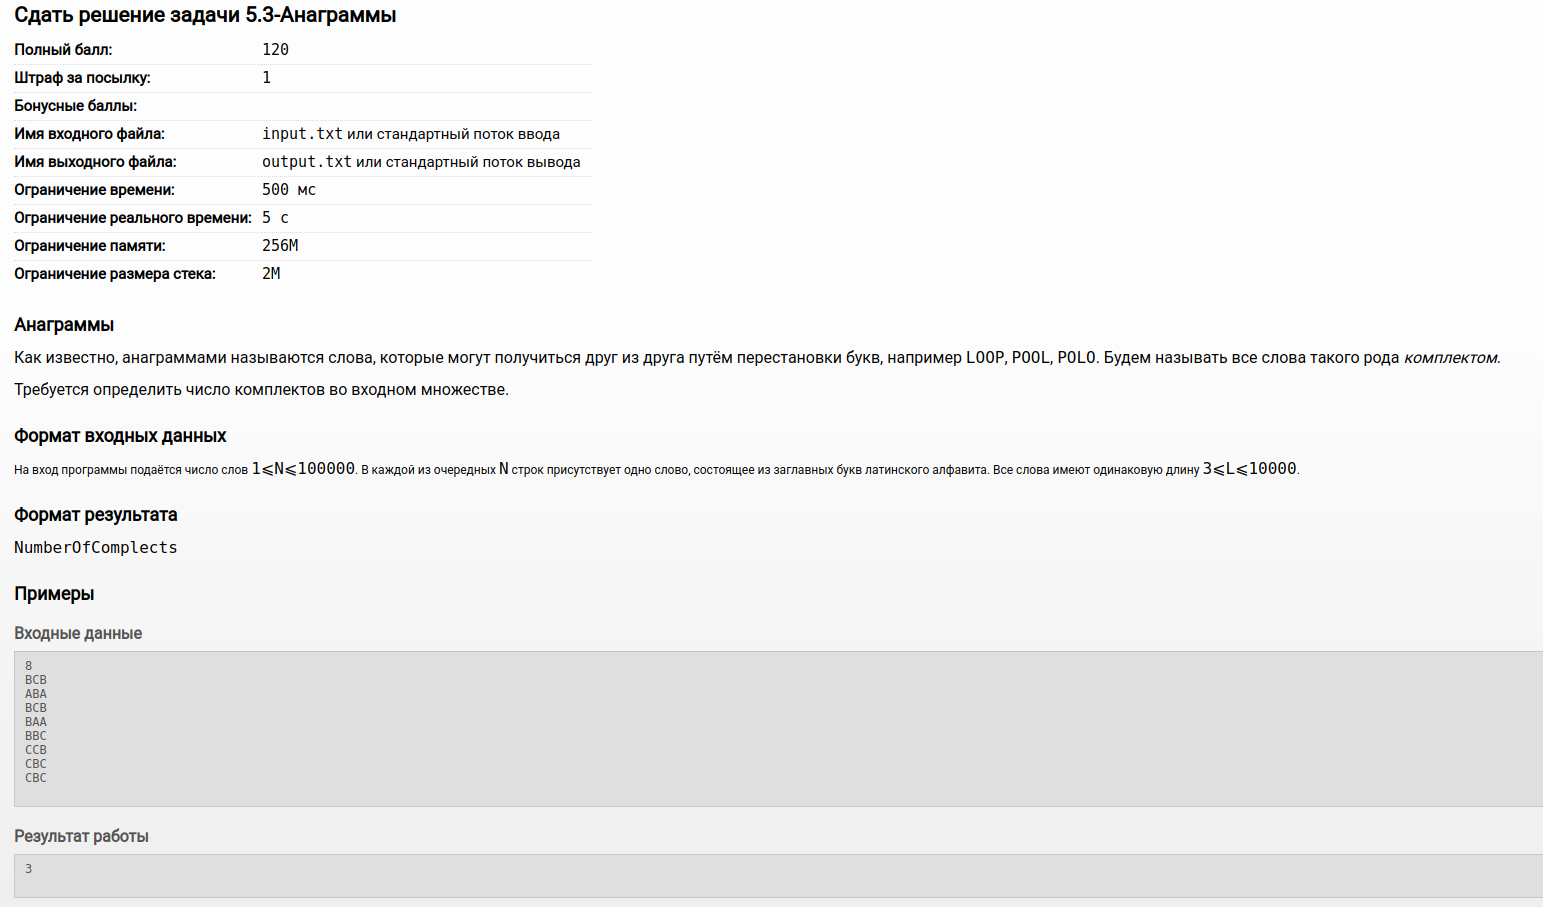 Сдать решение задачи 5.3-Анаграммы
Полный балл: 120
Штраф за посылку: 1
Бонусные баллы:
Имя входного файла: input.txt или стандартный поток ввода
Имя выходного файла: output.txt или стандартный поток вывода
Ограничение времени: 500 мс
Ограничение реального времени: 5 с
Ограничение памяти: 256M
Ограничение размера стека: 2M
Анаграммы
Как известно, анаграммами называются слова, которые могут получиться друг из друга путём перестановки букв, например LOOP, POOL, POLO. Будем называть все слова такого рода комплектом.
Требуется определить число комплектов во входном множестве.
Формат входных данных
На вход программы подаётся число слов 1⩽N⩽100000. В каждой из очередных N строк присутствует одно слово, состоящее из заглавных букв латинского алфавита. Все слова имеют одинаковую длину 3⩽L⩽10000.
Формат результата
NumberOfComplects
Примеры
Входные данные
8
BCB
ABA
BCB
BAA
BBC
CCB
CBC
CBC
Результат работы
3